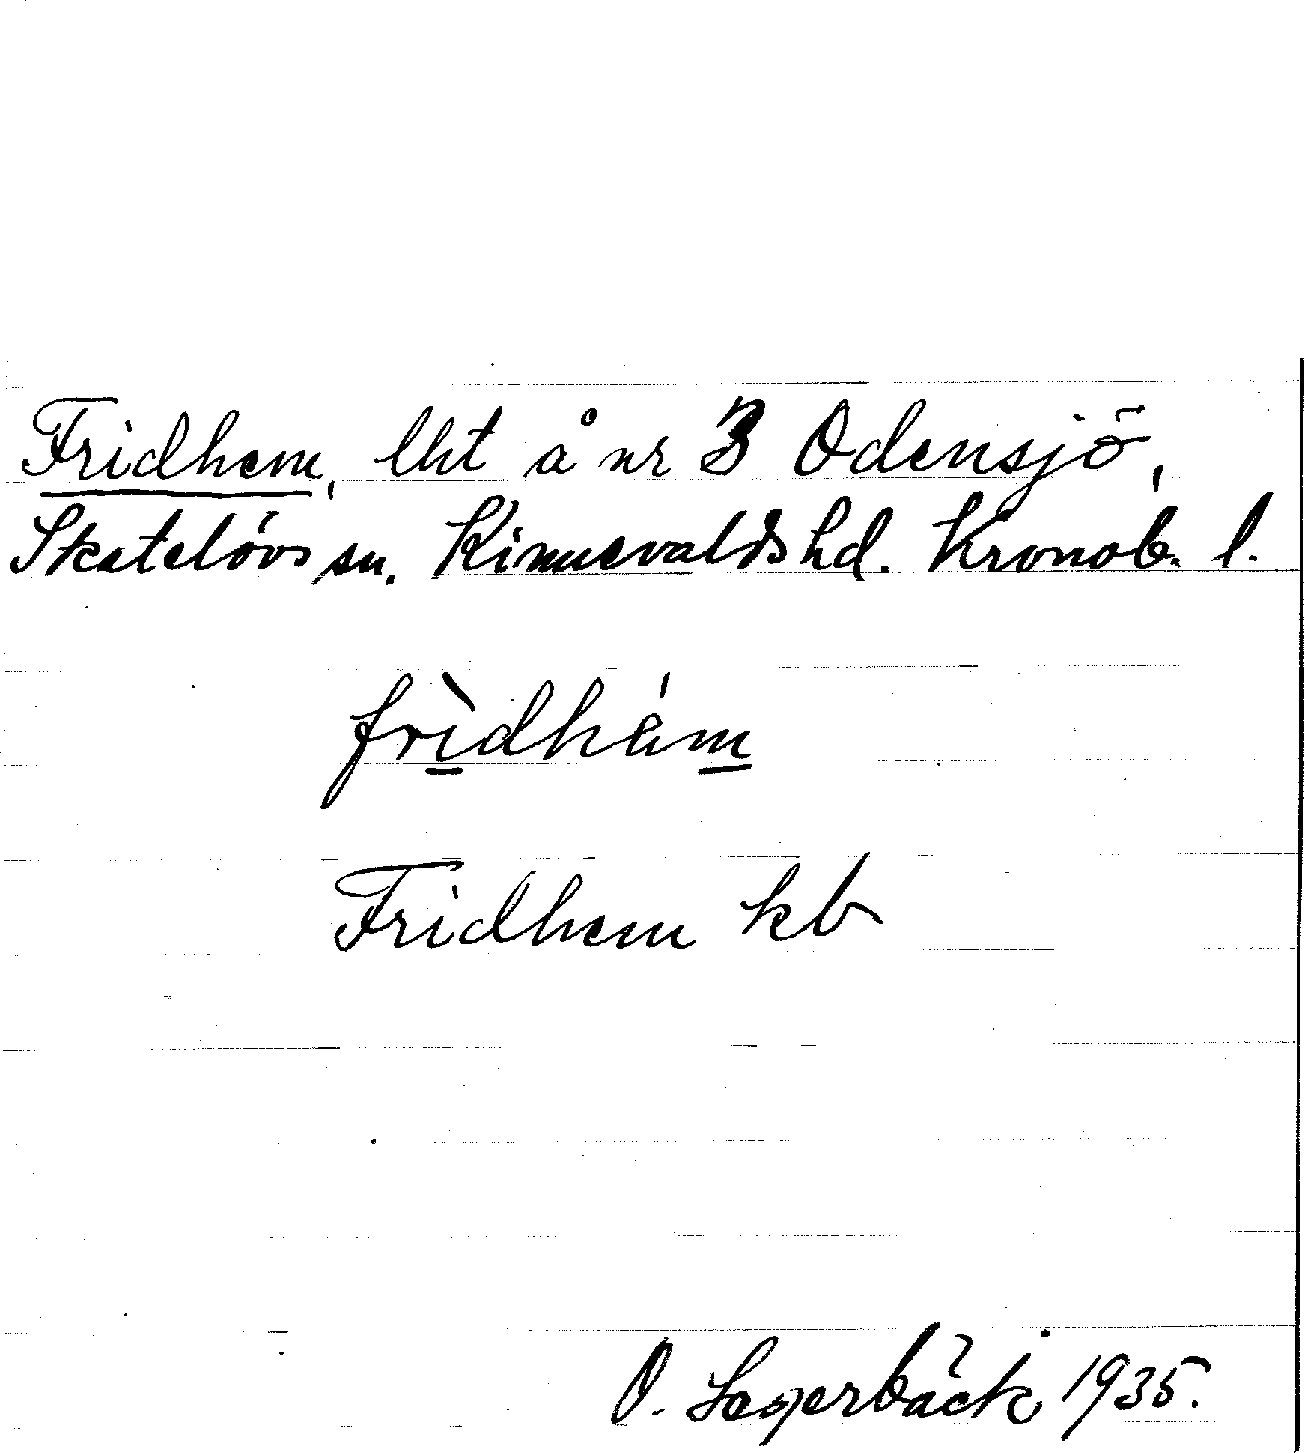 Fridhem, lht å nr 3 Odensjö,
Skatelövs sn. Kinnevalds hd. Kronob. l.
frìdhám
Fridhem kb
O. Lagerbäck 1935.